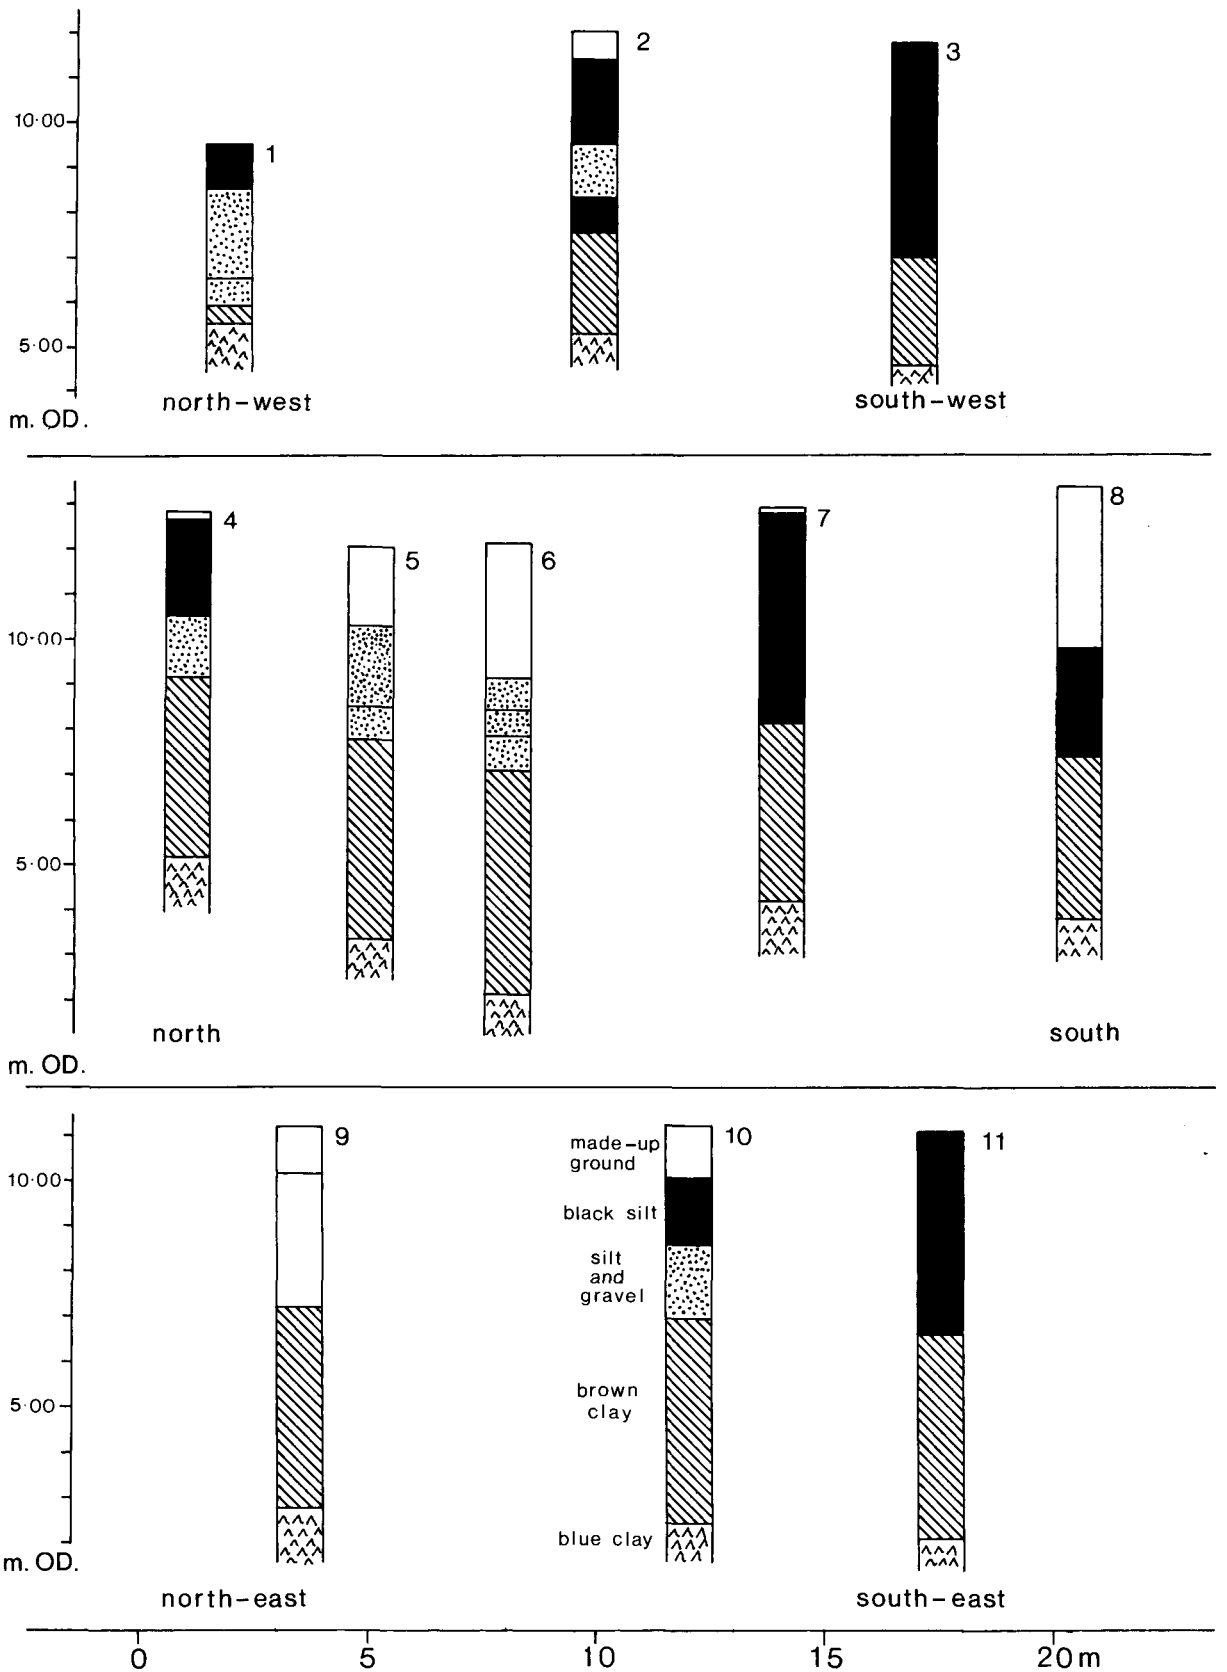 2
3
10·00
1
5·00
north-west
south-west
m. OD.
8
4
7
5
6
10·00
5·00
north
south
m. OD.
9
made-up
ground
10
11
10·00
black silt
silt
and
gravel
brown
clay
5·00
blue clay
m. OD.
north-east
south-east
0
5
10
15
20 m